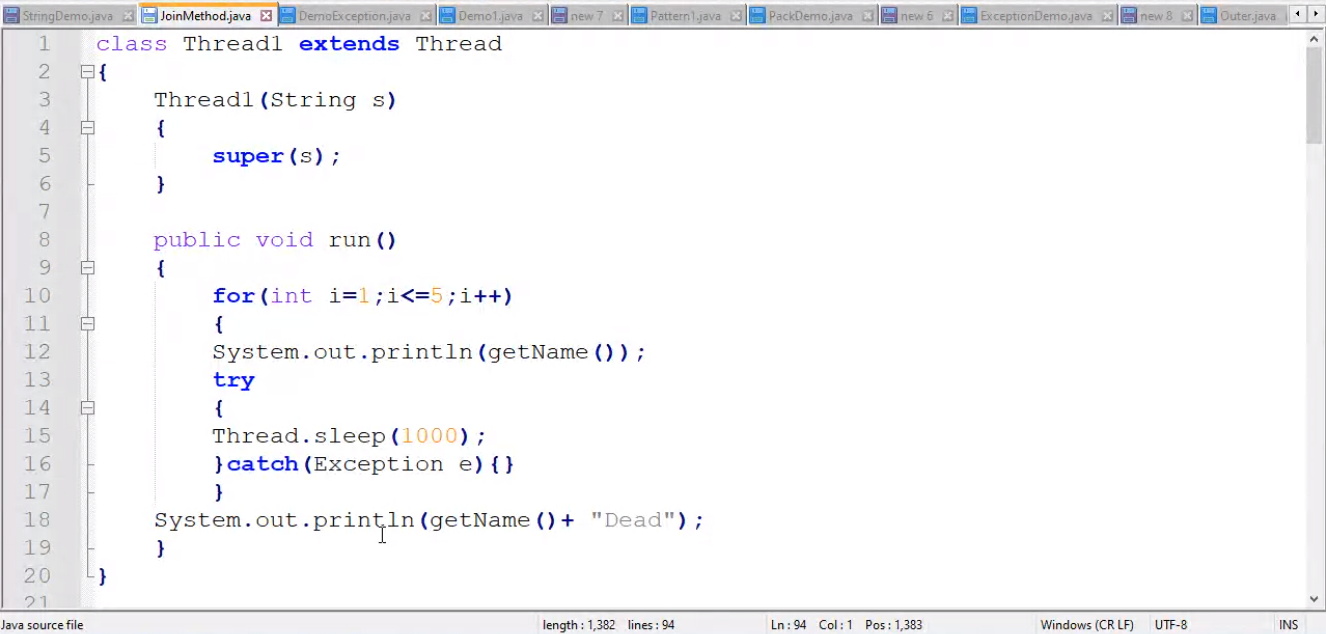 StringDemo.java JoinMethod.java DemoException.java Demo1.java new 7 Pattern1.java PackDemo.java new 6 ExceptionDemo.java new 8 Outer.java
1 class Thread1 extends Thread
2 {
3 Thread1(String s)
4 {
5 super(s);
6 }
7
8 public void run()
9 {
10 for(int i=1;i<=5;i++)
11 {
12 System.out.println(getName());
13 try
14 {
15 Thread.sleep(1000);
16 }catch(Exception e){}
17 }
18 System.out.println(getName()+ "Dead");
19 }
20 }
21
Java source file length : 1,382 lines : 94 Ln : 94 Col : 1 Pos : 1,383 Windows (CR LF) UTF-8 INS